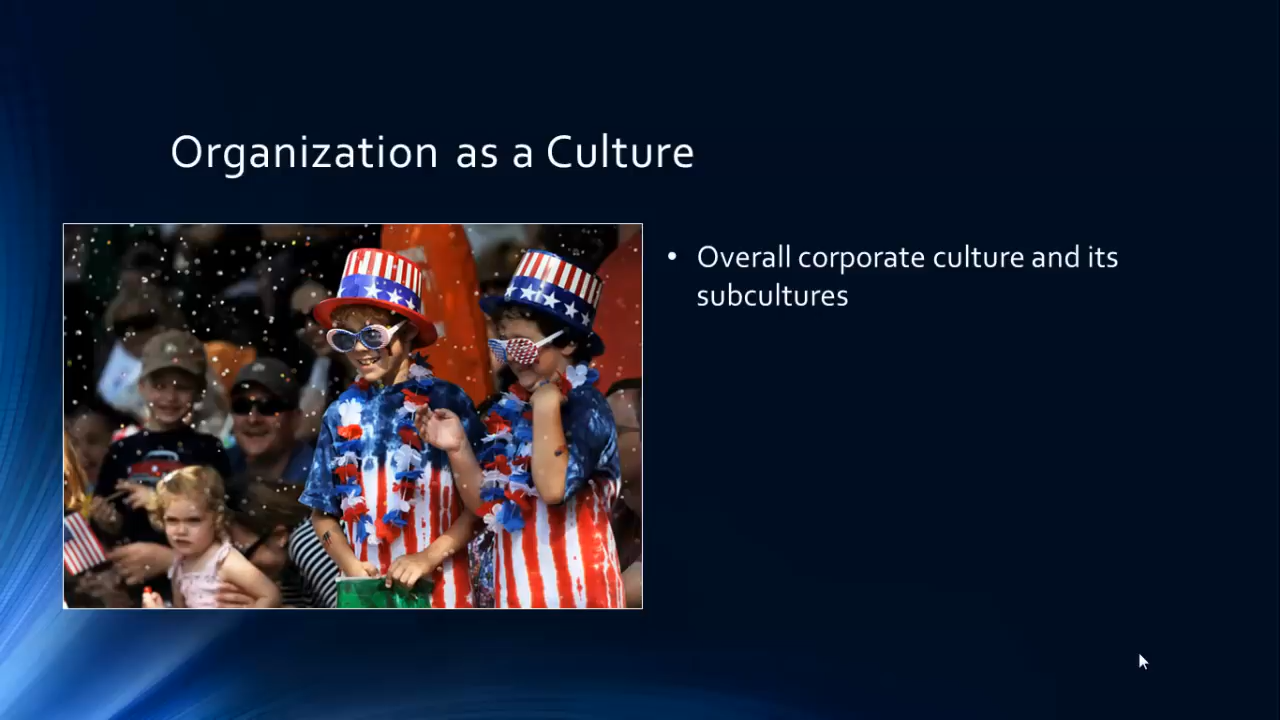 Organization as a Culture
• Overall corporate culture and its
subcultures